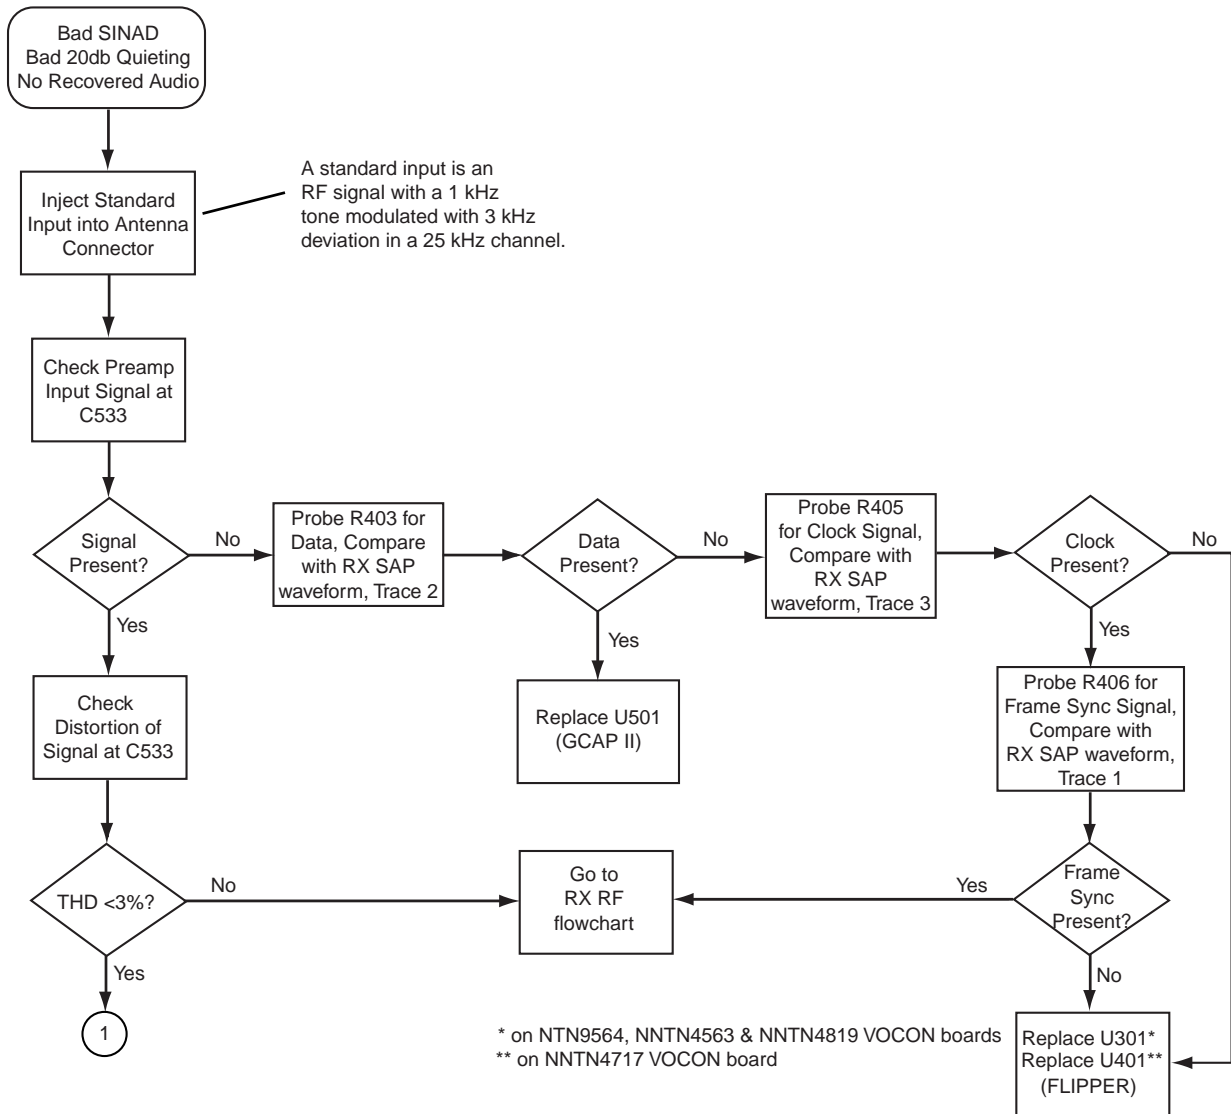 Bad SINAD
Bad 20db Quieting
No Recovered Audio
Inject Standard
Input into Antenna
Connector
A standard input is an
RF signal with a 1 kHz
tone modulated with 3 kHz
deviation in a 25 kHz channel.
Check Preamp
Input Signal at
C533
Signal
Present?
No
Probe R403 for
Data, Compare
with RX SAP
waveform, Trace 2
Data
Present?
No
Probe R405
for Clock Signal,
Compare with
RX SAP
waveform, Trace 3
Clock
Present?
No
Yes
Yes
Yes
Check
Distortion of
Signal at C533
Replace U501
(GCAP II)
Probe R406 for
Frame Sync Signal,
Compare with
RX SAP waveform,
Trace 1
THD <3%?
No
Go to
RX RF
flowchart
Yes
Frame
Sync
Present?
Yes
No
1
* on NTN9564, NNTN4563 & NNTN4819 VOCON boards
** on NNTN4717 VOCON board
Replace U301*
Replace U401**
(FLIPPER)